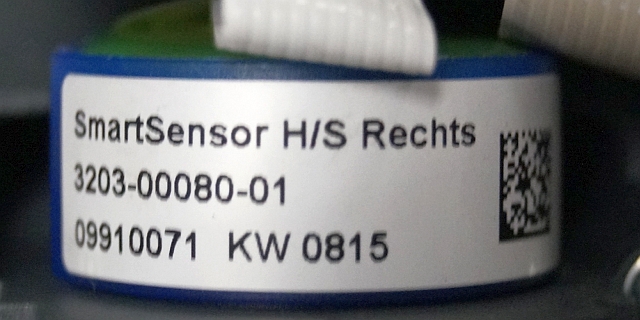 SmartSensor H/S Rechts
3203-00080-01
09910071 KW 0815